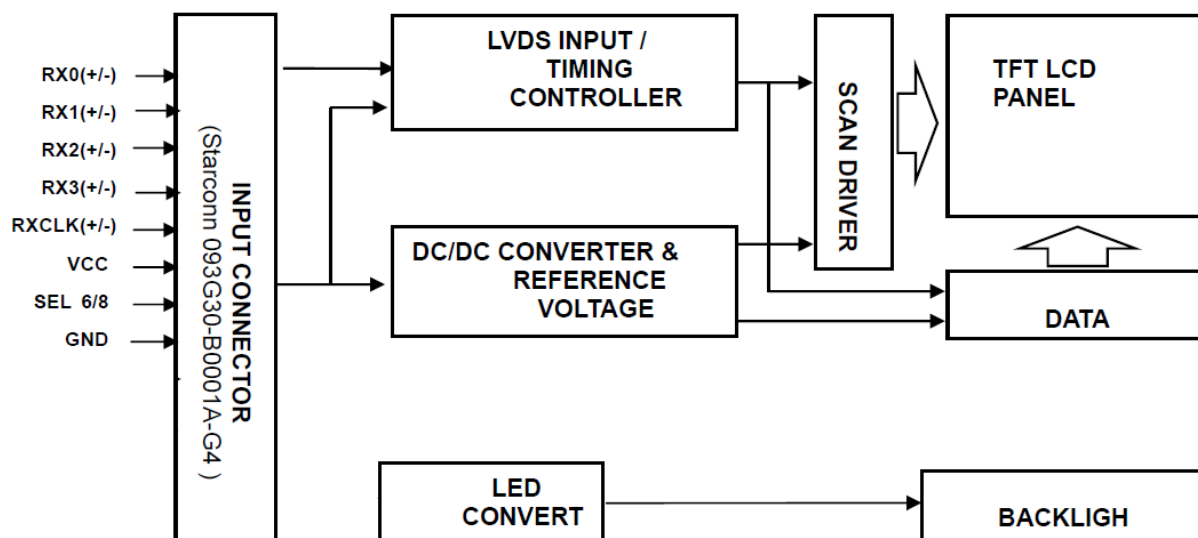 RX0(+/-)
RX1(+/-)
RX2(+/-)
RX3(+/-)
RXCLK(+/-)
VCC
SEL 6/8
GND
INPUT CONNECTOR
(Starconn 093G30-B0001A-G4 )
LVDS INPUT /
TIMING
CONTROLLER
DC/DC CONVERTER &
REFERENCE
VOLTAGE
SCAN DRIVER
TFT LCD
PANEL
DATA
LED
CONVERT
BACKLIGH